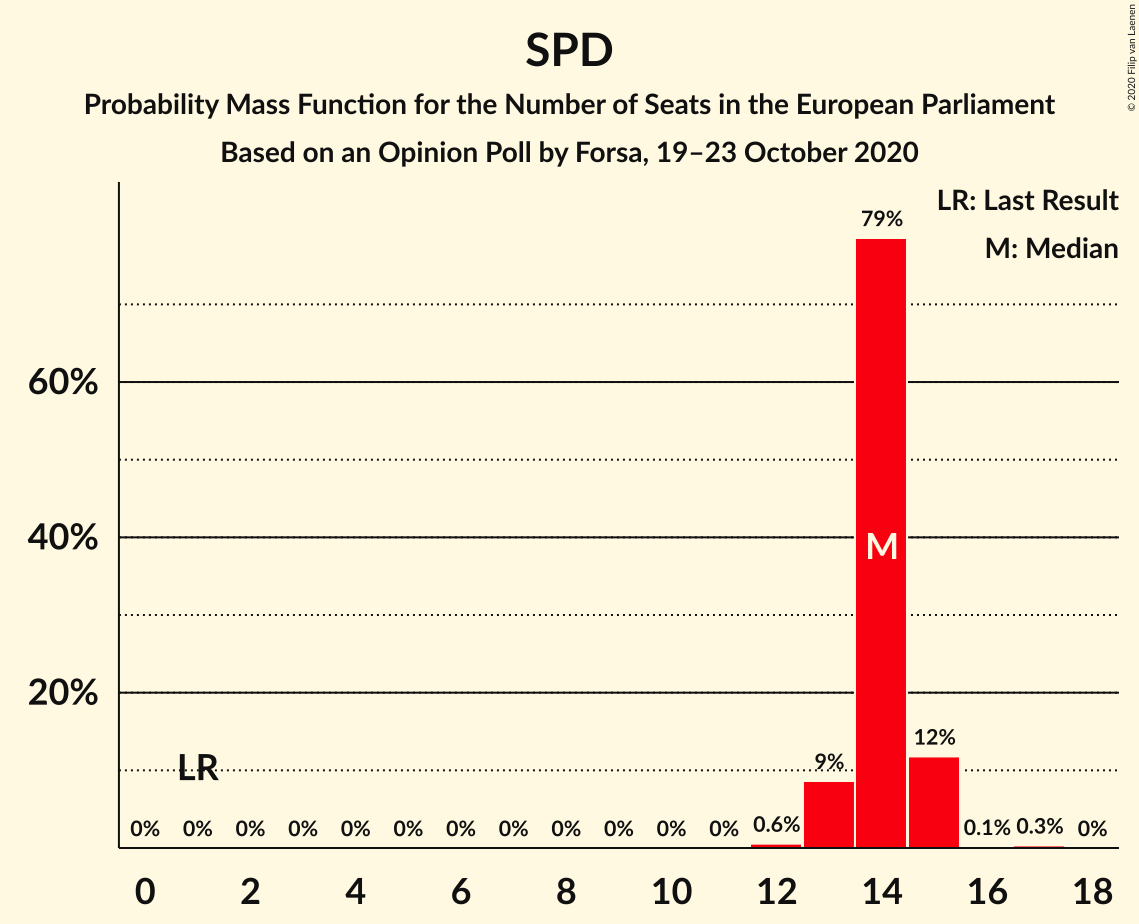 © 2020 Filip van Laenen
SPD
Probability Mass Function for the Number of Seats in the European Parliament
Based on an Opinion Poll by Forsa, 19–23 October 2020
LR: Last Result
M: Median
79%
60%
40%
M
20%
12%
9%
LR
0% 0% 0% 0% 0% 0% 0% 0% 0% 0% 0% 0% 0.6% 0.1% 0.3% 0%
0 2 4 6 8 10 12 14 16 18